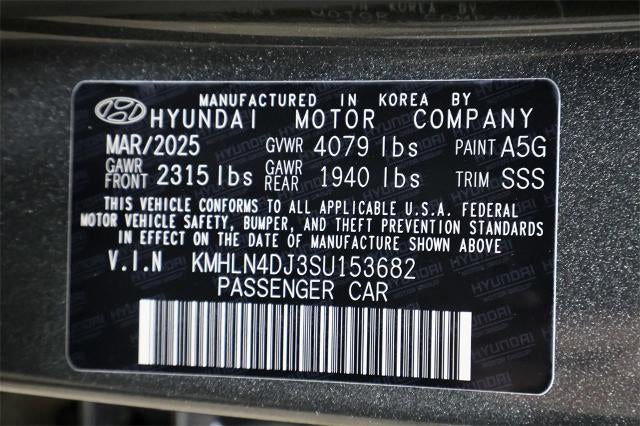 MANUFACTURED IN KOREA BY
HYUNDAI MOTOR COMPANY
MAR/2025 GVWR 4079 lbs PAINT A5G
GAWR FRONT 2315 lbs GAWR REAR 1940 lbs TRIM SSS
THIS VEHICLE CONFORMS TO ALL APPLICABLE U.S.A. FEDERAL
MOTOR VEHICLE SAFETY, BUMPER, AND THEFT PREVENTION STANDARDS
IN EFFECT ON THE DATE OF MANUFACTURE SHOWN ABOVE
V.I.N KMHLN4DJ3SU153682
PASSENGER CAR